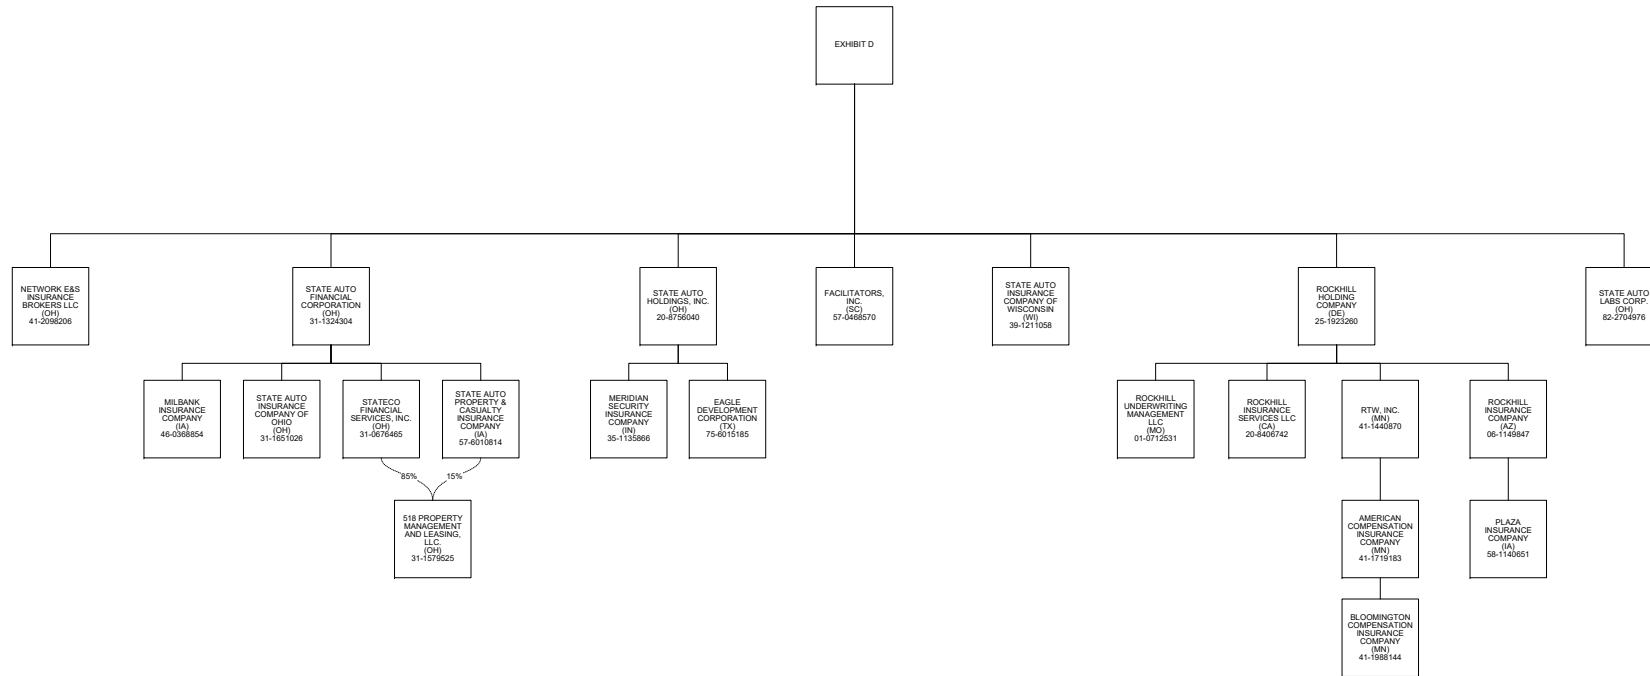 EXHIBIT D
NETWORK E&S
INSURANCE
BROKERS LLC
(OH)
41-2098206
STATE AUTO
FINANCIAL
CORPORATION
(OH)
31-1324304
STATE AUTO
HOLDINGS, INC.
(OH)
20-8756040
FACILITATORS,
INC.
(SC)
57-0468570
STATE AUTO
INSURANCE
COMPANY OF
WISCONSIN
(WI)
39-1211058
ROCKHILL
HOLDING
COMPANY
(DE)
25-1923260
STATE AUTO
LABS CORP.
(OH)
82-2704976
MILBANK
INSURANCE
COMPANY
(IA)
46-0368854
STATE AUTO
INSURANCE
COMPANY OF
OHIO
(OH)
31-1651026
STATECO
FINANCIAL
SERVICES, INC.
(OH)
31-0676465
STATE AUTO
PROPERTY &
CASUALTY
INSURANCE
COMPANY
(IA)
57-6010814
MERIDIAN
SECURITY
INSURANCE
COMPANY
(IN)
35-1135866
EAGLE
DEVELOPMENT
CORPORATION
(TX)
75-6015185
ROCKHILL
UNDERWRITING
MANAGEMENT
LLC
(MO)
01-0712531
ROCKHILL
INSURANCE
SERVICES LLC
(CA)
20-8406742
RTW, INC.
(MN)
41-1440870
ROCKHILL
INSURANCE
COMPANY
(AZ)
06-1149847
85%
15%
518 PROPERTY
MANAGEMENT
AND LEASING,
LLC.
(OH)
31-1579525
AMERICAN
COMPENSATION
INSURANCE
COMPANY
(MN)
41-1719183
PLAZA
INSURANCE
COMPANY
(IA)
58-1140651
BLOOMINGTON
COMPENSATION
INSURANCE
COMPANY
(MN)
41-1988144